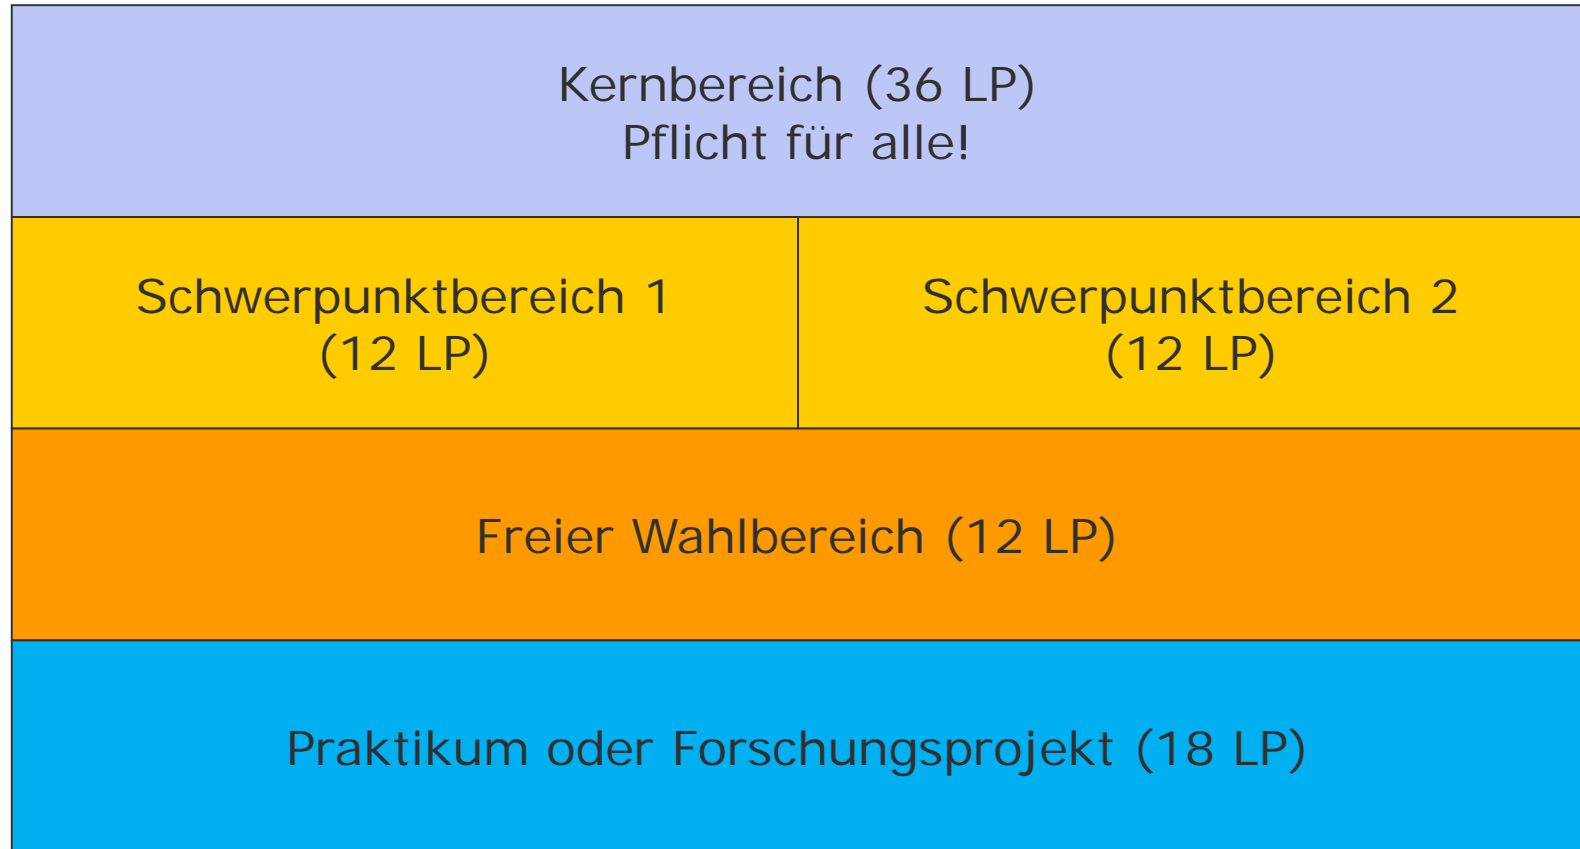 Kernbereich (36 LP)
Pflicht für alle!
Schwerpunktbereich 1
(12 LP)
Schwerpunktbereich 2
(12 LP)
Freier Wahlbereich (12 LP)
Praktikum oder Forschungsprojekt (18 LP)